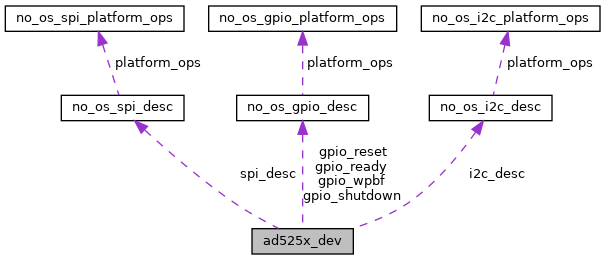 no_os_spi_platform_ops
no_os_gpio_platform_ops
no_os_i2c_platform_ops
platform_ops
platform_ops
platform_ops
no_os_spi_desc
no_os_gpio_desc
no_os_i2c_desc
spi_desc
gpio_reset
gpio_ready
gpio_wpbf
gpio_shutdown
i2c_desc
ad525x_dev